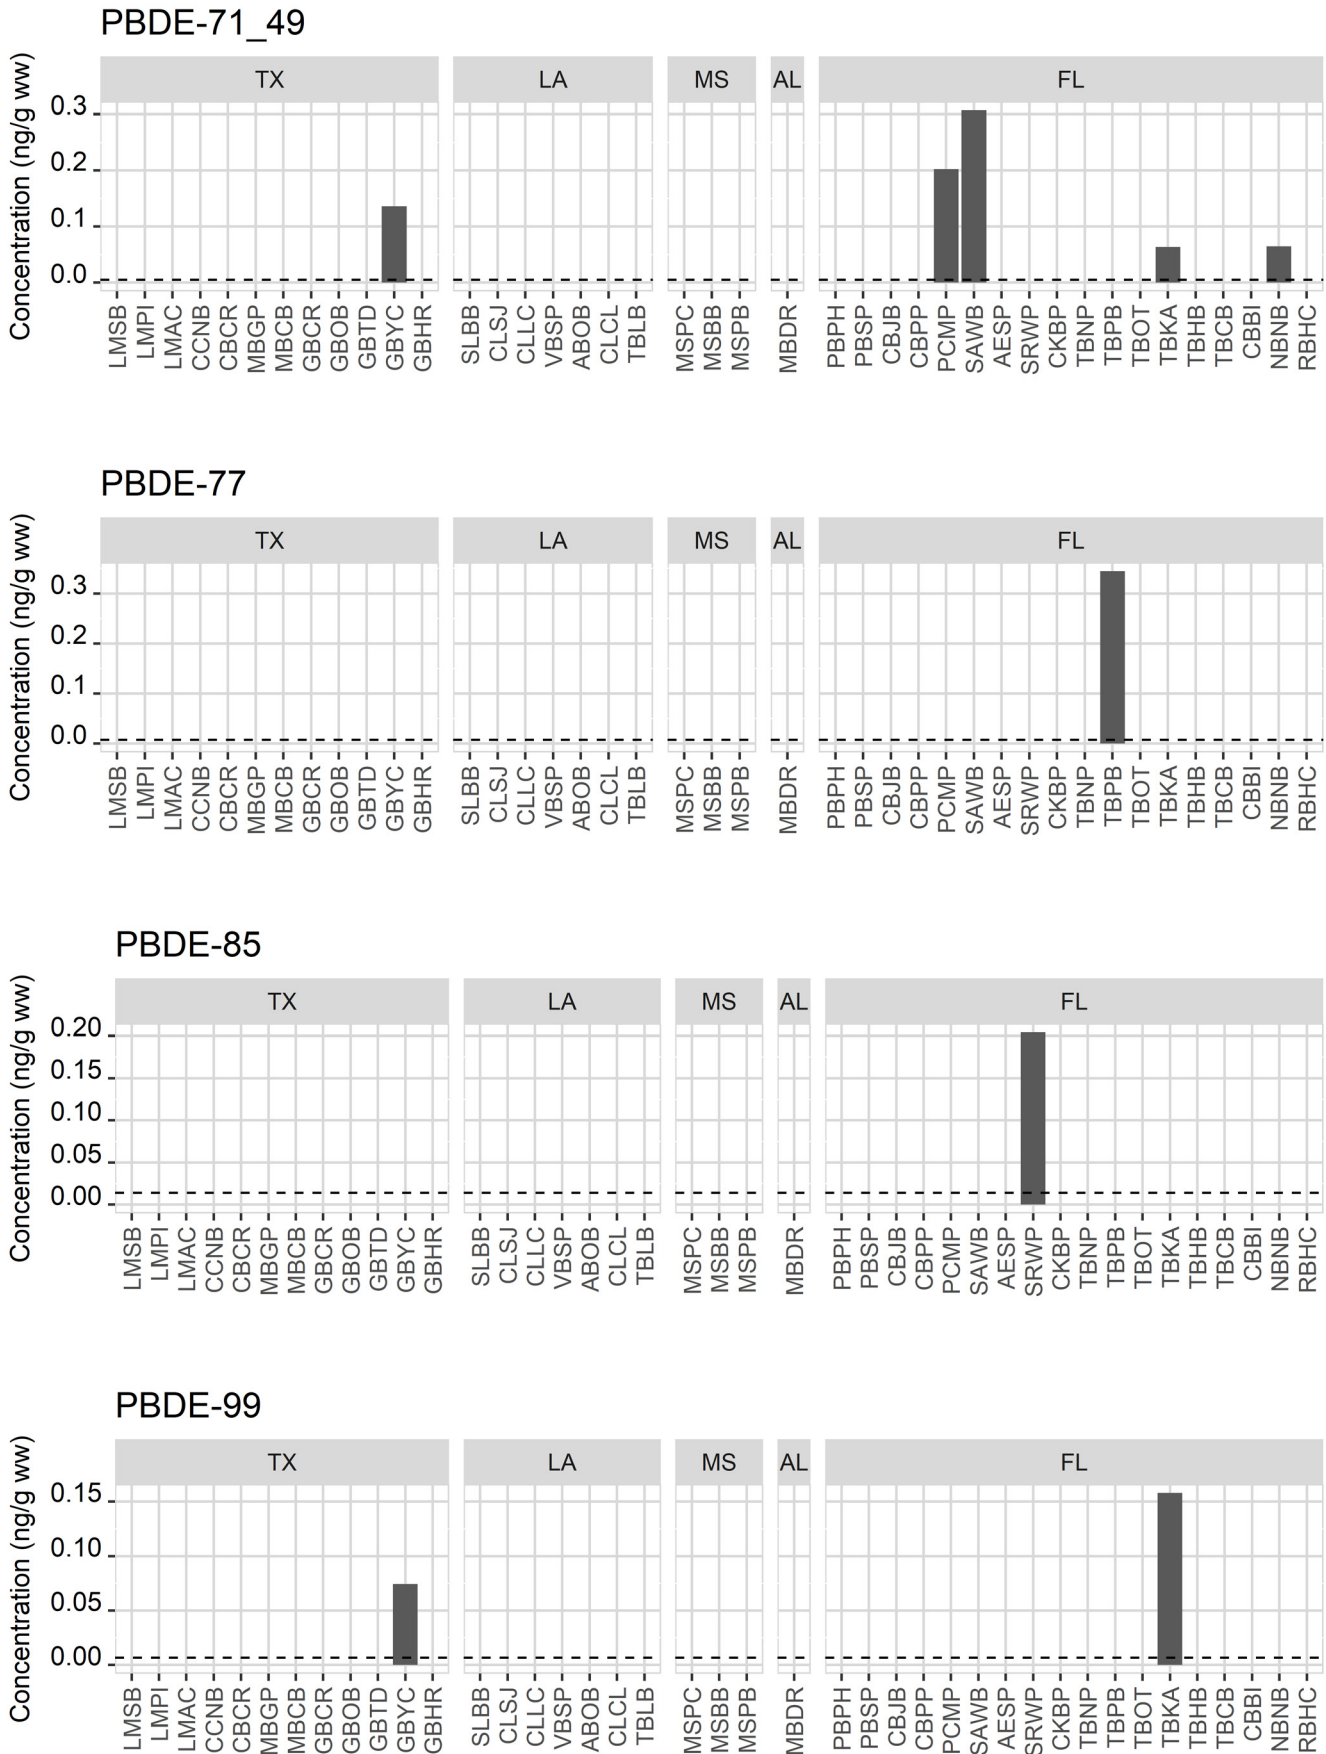 PBDE-71_49
TX LA MS AL FL
Concentration (ng/g ww)
0.3
0.2
0.1
0.0
LMSB LMPI LMAC CCNB CBCR MBGP MBCB GBCR GBOB GBTD GBYC GBHR SLBB CLSJ CLLC VBSP ABOB CLCL TBLB MSPC MSBB MSPB MBDR PBPH PBSP CBJB CBPP PCMP SAWB AESP SRWP CKBP TBNP TBPB TBOT TBKA TBHB TBCB CBBI NBNB RBHC
PBDE-77
TX LA MS AL FL
Concentration (ng/g ww)
0.3
0.2
0.1
0.0
LMSB LMPI LMAC CCNB CBCR MBGP MBCB GBCR GBOB GBTD GBYC GBHR SLBB CLSJ CLLC VBSP ABOB CLCL TBLB MSPC MSBB MSPB MBDR PBPH PBSP CBJB CBPP PCMP SAWB AESP SRWP CKBP TBNP TBPB TBOT TBKA TBHB TBCB CBBI NBNB RBHC
PBDE-85
TX LA MS AL FL
Concentration (ng/g ww)
0.20
0.15
0.10
0.05
0.00
LMSB LMPI LMAC CCNB CBCR MBGP MBCB GBCR GBOB GBTD GBYC GBHR SLBB CLSJ CLLC VBSP ABOB CLCL TBLB MSPC MSBB MSPB MBDR PBPH PBSP CBJB CBPP PCMP SAWB AESP SRWP CKBP TBNP TBPB TBOT TBKA TBHB TBCB CBBI NBNB RBHC
PBDE-99
TX LA MS AL FL
Concentration (ng/g ww)
0.15
0.10
0.05
0.00
LMSB LMPI LMAC CCNB CBCR MBGP MBCB GBCR GBOB GBTD GBYC GBHR SLBB CLSJ CLLC VBSP ABOB CLCL TBLB MSPC MSBB MSPB MBDR PBPH PBSP CBJB CBPP PCMP SAWB AESP SRWP CKBP TBNP TBPB TBOT TBKA TBHB TBCB CBBI NBNB RBHC